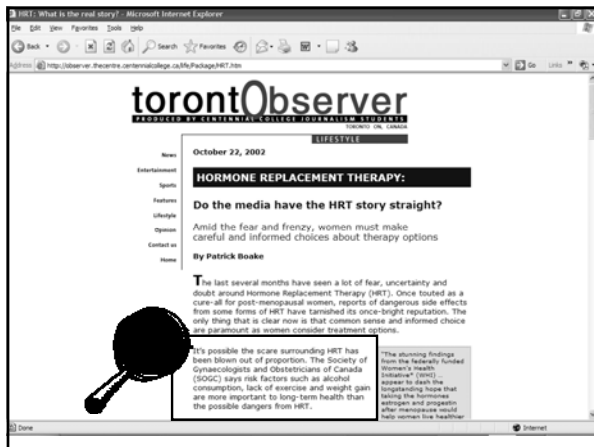 HRT: What is the real story? - Microsoft Internet Explorer
File Edit View Favorites Tools Help
Back Search Favorites
Address http://observer.thecentre.centennialcollege.ca/life/Package/HRT.htm Go Links »
torontObserver
PRODUCED BY CENTENNIAL COLLEGE JOURNALISM STUDENTS
TORONTO ON, CANADA
LIFESTYLE
News
Entertainment
Sports
Features
Lifestyle
Opinion
Contact us
Home
October 22, 2002
HORMONE REPLACEMENT THERAPY:
Do the media have the HRT story straight?
Amid the fear and frenzy, women must make
careful and informed choices about therapy options
By Patrick Boake
The last several months have seen a lot of fear, uncertainty and
doubt around Hormone Replacement Therapy (HRT). Once touted as a
cure-all for post-menopausal women, reports of dangerous side effects
from some forms of HRT have tarnished its once-bright reputation. The
only thing that is clear now is that common sense and informed choice
are paramount as women consider treatment options.
It's possible the scare surrounding HRT has
been blown out of proportion. The Society of
Gynaecologists and Obstetricians of Canada
(SOGC) says risk factors such as alcohol
consumption, lack of exercise and weight gain
are more important to long-term health than
the possible dangers from HRT.
"The stunning findings
from the federally funded
Women's Health
Initiative" (WHI) ..
appear to dash the
longstanding hope that
taking the hormones
estrogen and progestin
after menopause would
help women live healthier
Done
Internet